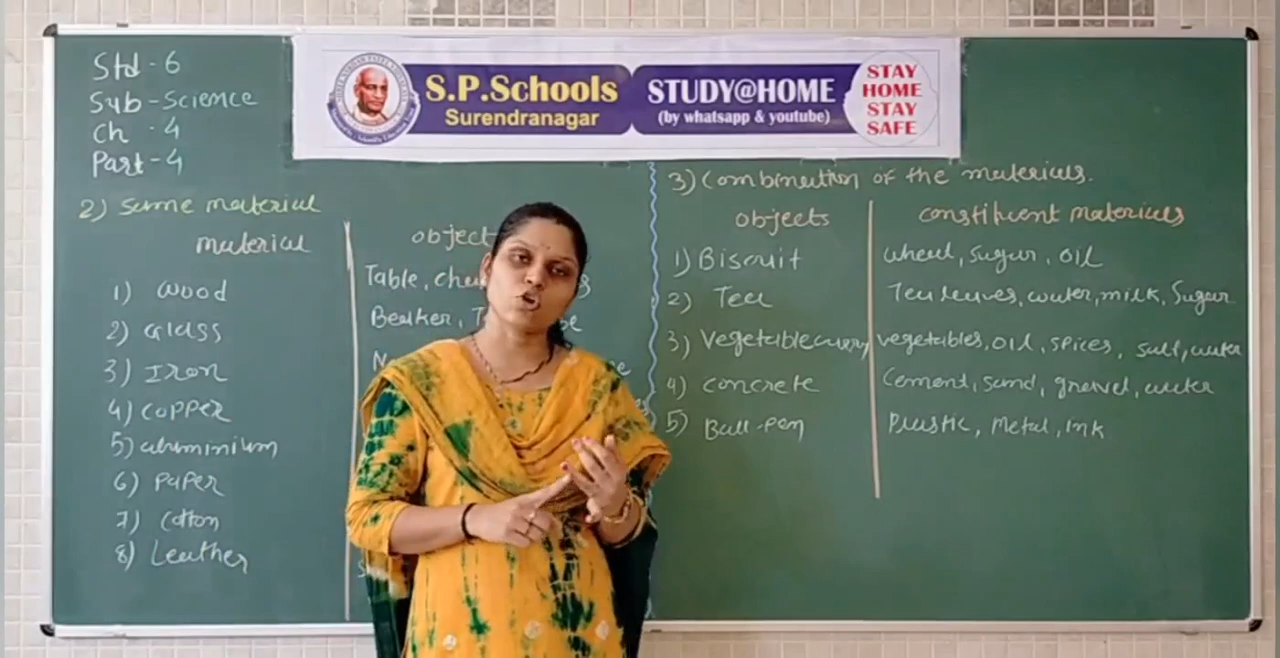 Std - 6
Sub - Science
Ch - 4
Part - 4
S.P.Schools
Surendranagar
STUDY@HOME
(by whatsapp & youtube)
STAY
HOME
STAY
SAFE
2) Same material
material
object
1) Wood
Table,
2) Glass
Beaker,
3) Iron
4) Copper
5) aluminium
6) Paper
7) Cotton
8) Leather
3) Combination of the materials.
objects
constituent materials
1) Biscuit
wheat, sugar, oil
2) Tea
Tea leaves, water, milk, Sugar
3) Vegetable curry
vegetables, oil, spices, salt, water
4) concrete
Cement, sand, gravel, water
5) Ball-pen
Plastic, Metal, ink